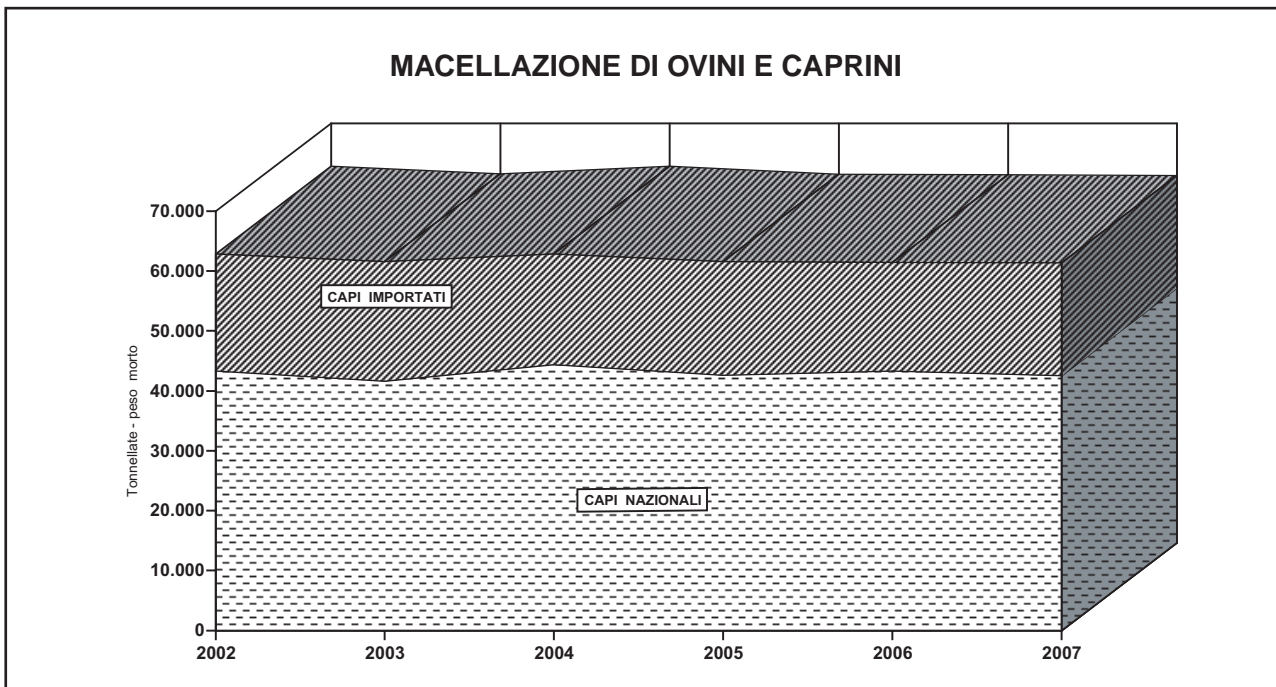 MACELLAZIONE DI OVINI E CAPRINI
70.000
60.000
50.000
40.000
30.000
20.000
10.000
0
Tonnellate - peso morto
CAPI IMPORTATI
CAPI NAZIONALI
2002 2003 2004 2005 2006 2007